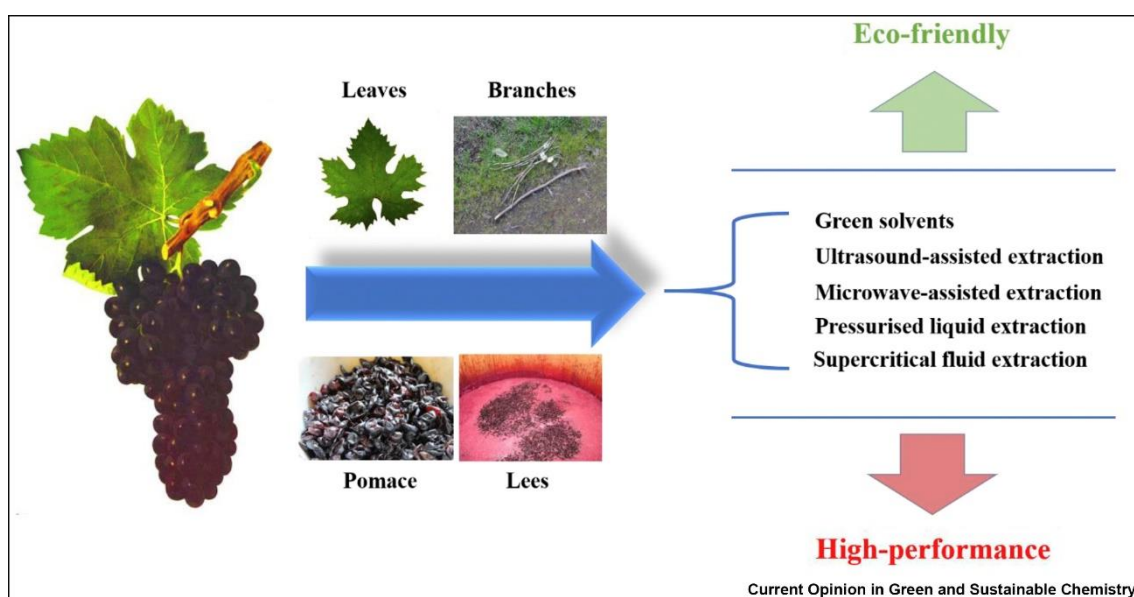 Eco-friendly
Leaves
Branches
Green solvents
Ultrasound-assisted extraction
Microwave-assisted extraction
Pressurised liquid extraction
Supercritical fluid extraction
Pomace
Lees
High-performance
Current Opinion in Green and Sustainable Chemistry